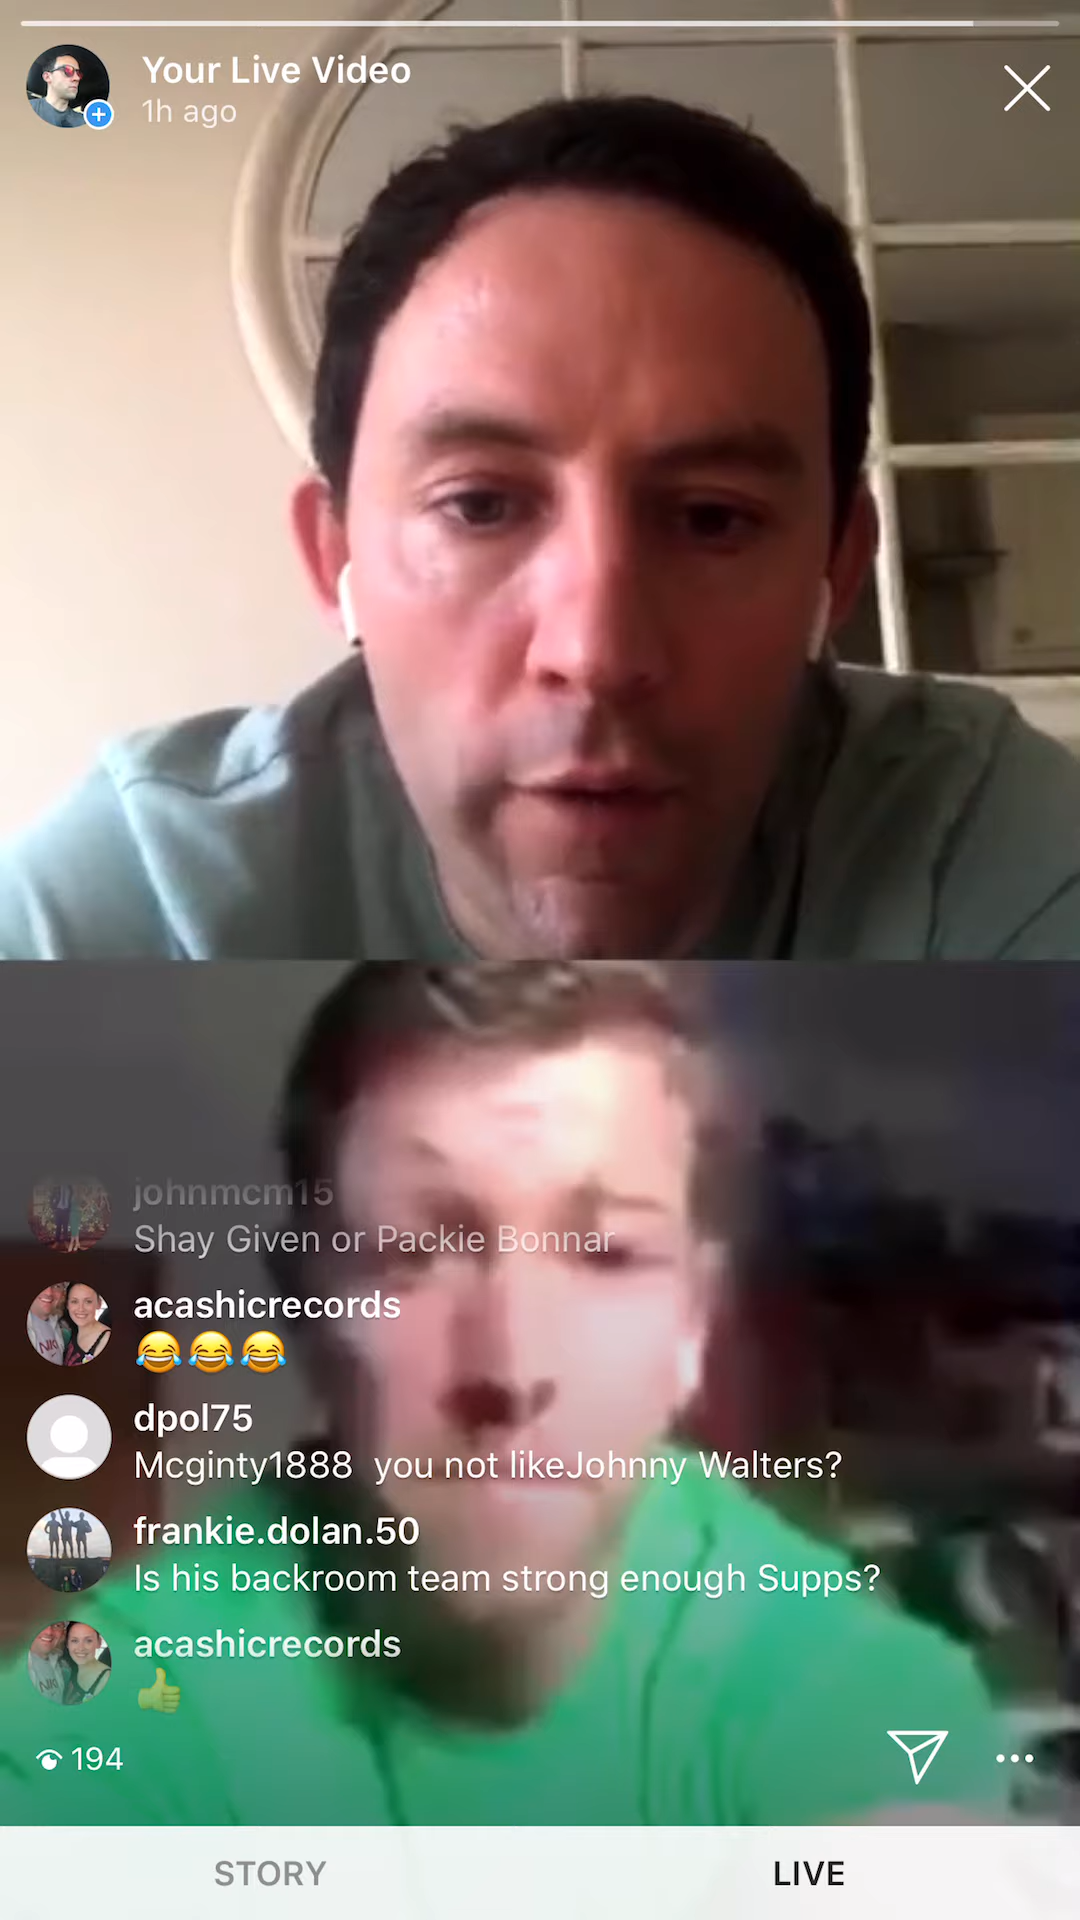 Your Live Video
1h ago
johnmcm15
Shay Given or Packie Bonnar
acashicrecords
😂😂😂
dpol75
Mcginty1888  you not likeJohnny Walters?
frankie.dolan.50
Is his backroom team strong enough Supps?
acashicrecords
👍
194
STORY
LIVE